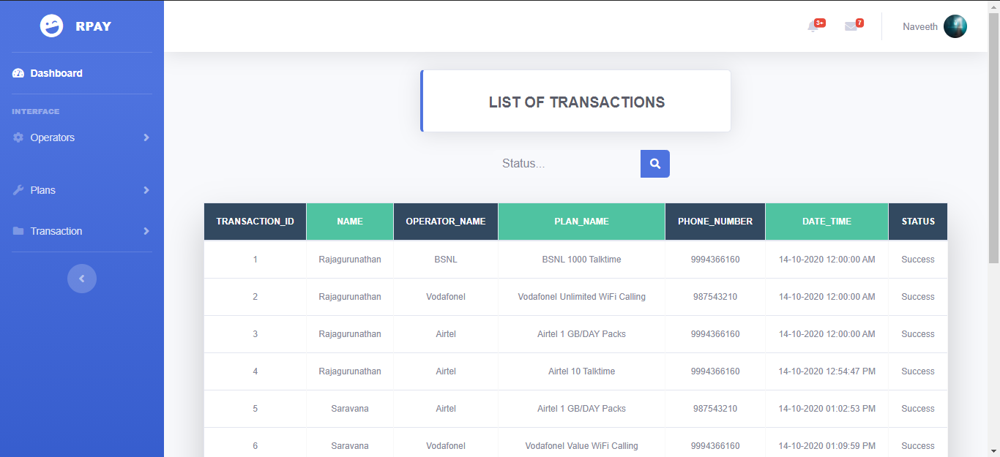 RPAY
3+
7
Naveeth
Dashboard
INTERFACE
Operators
Plans
Transaction
LIST OF TRANSACTIONS
Status...
TRANSACTION_ID NAME OPERATOR_NAME PLAN_NAME PHONE_NUMBER DATE_TIME STATUS
1 Rajagurunathan BSNL BSNL 1000 Talktime 9994366160 14-10-2020 12:00:00 AM Success
2 Rajagurunathan Vodafonel Vodafonel Unlimited WiFi Calling 987543210 14-10-2020 12:00:00 AM Success
3 Rajagurunathan Airtel Airtel 1 GB/DAY Packs 9994366160 14-10-2020 12:00:00 AM Success
4 Rajagurunathan Airtel Airtel 10 Talktime 9994366160 14-10-2020 12:54:47 PM Success
5 Saravana Airtel Airtel 1 GB/DAY Packs 987543210 14-10-2020 01:02:53 PM Success
6 Saravana Vodafonel Vodafonel Value WiFi Calling 9994366160 14-10-2020 01:09:59 PM Success